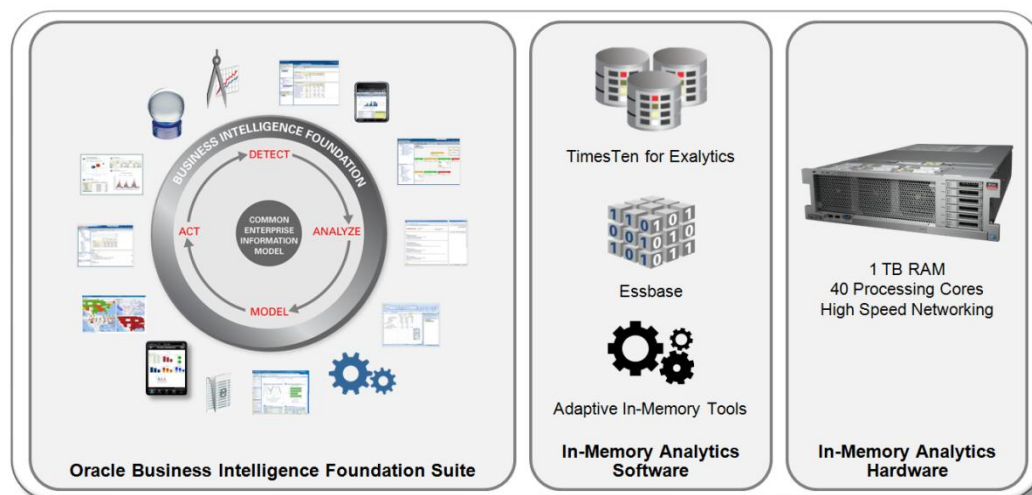 BUSINESS INTELLIGENCE FOUNDATION
DETECT
ANALYZE
MODEL
ACT
COMMON
ENTERPRISE
INFORMATION
MODEL
Oracle Business Intelligence Foundation Suite
TimesTen for Exalytics
Essbase
Adaptive In-Memory Tools
In-Memory Analytics
Software
1 TB RAM
40 Processing Cores
High Speed Networking
In-Memory Analytics
Hardware